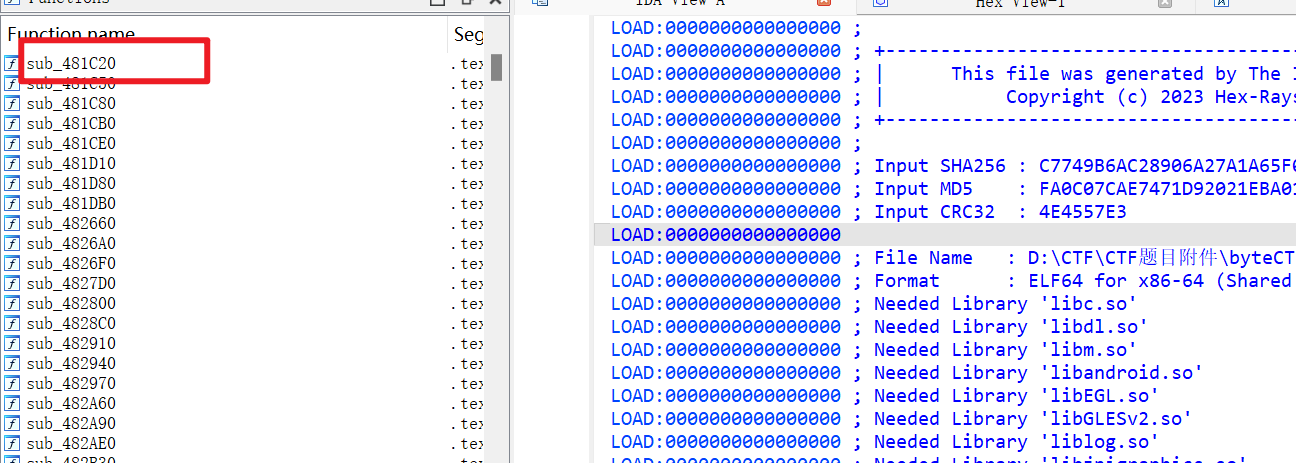 Functions
IDA View-A
Hex View-1
Function name
Seg
sub_481C20
.tex
sub_481C50
.tex
sub_481C80
.tex
sub_481CB0
.tex
sub_481CE0
.tex
sub_481D10
.tex
sub_481D80
.tex
sub_481DB0
.tex
sub_482660
.tex
sub_4826A0
.tex
sub_4826F0
.tex
sub_4827D0
.tex
sub_482800
.tex
sub_4828C0
.tex
sub_482910
.tex
sub_482940
.tex
sub_482970
.tex
sub_482A60
.tex
sub_482A90
.tex
sub_482AE0
.tex
sub_482B30
.tex
LOAD:0000000000000000 ;
LOAD:0000000000000000 ; +-----------------------------------------
LOAD:0000000000000000 ; |      This file was generated by The I
LOAD:0000000000000000 ; |           Copyright (c) 2023 Hex-Rays
LOAD:0000000000000000 ; +-----------------------------------------
LOAD:0000000000000000 ;
LOAD:0000000000000000 ; Input SHA256 : C7749B6AC28906A27A1A65F6
LOAD:0000000000000000 ; Input MD5    : FA0C07CAE7471D92021EBA01
LOAD:0000000000000000 ; Input CRC32  : 4E4557E3
LOAD:0000000000000000
LOAD:0000000000000000 ; File Name   : D:\CTF\CTF题目附件\byteCT
LOAD:0000000000000000 ; Format      : ELF64 for x86-64 (Shared
LOAD:0000000000000000 ; Needed Library 'libc.so'
LOAD:0000000000000000 ; Needed Library 'libdl.so'
LOAD:0000000000000000 ; Needed Library 'libm.so'
LOAD:0000000000000000 ; Needed Library 'libandroid.so'
LOAD:0000000000000000 ; Needed Library 'libEGL.so'
LOAD:0000000000000000 ; Needed Library 'libGLESv2.so'
LOAD:0000000000000000 ; Needed Library 'liblog.so'
LOAD:0000000000000000 ; Needed Library 'libjnigraphics.so'